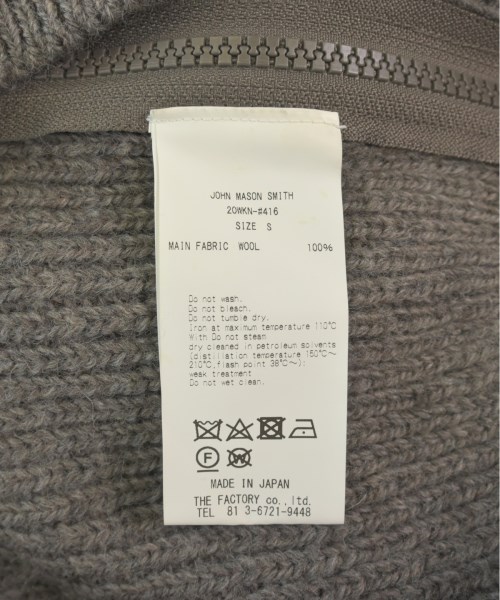 JOHN MASON SMITH
20WKN-#416
SIZE S
MAIN FABRIC WOOL 100%
Do not wash.
Do not bleach.
Do not tumble dry.
Iron at maximum temperature 110℃
With Do not steam
dry cleaned in petroleum solvents
(distillation temperature 150℃~
210℃,flash point 38℃~):
weak treatment
Do not wet clean.
F W
MADE IN JAPAN
THE FACTORY co., ltd.
TEL 81 3-6721-9448